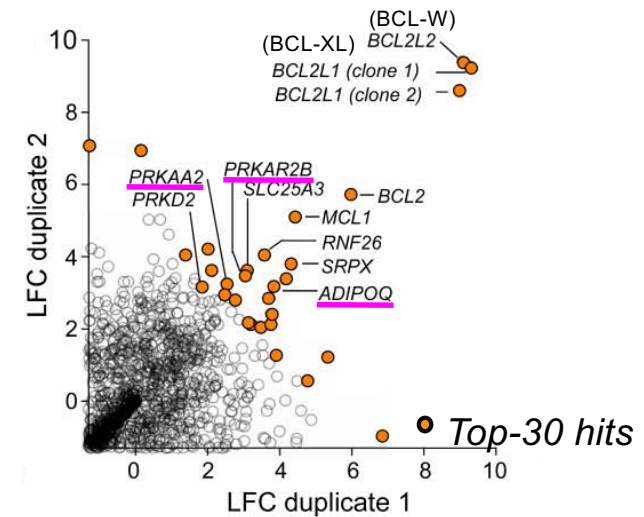 (BCL-W)
(BCL-XL) BCL2L2
BCL2L1 (clone 1)
BCL2L1 (clone 2)
PRKAA2 PRKAR2B
PRKD2 SLC25A3
BCL2
MCL1
RNF26
SRPX
ADIPOQ
Top-30 hits
10
8
6
4
2
0
LFC duplicate 2
0 2 4 6 8 10
LFC duplicate 1